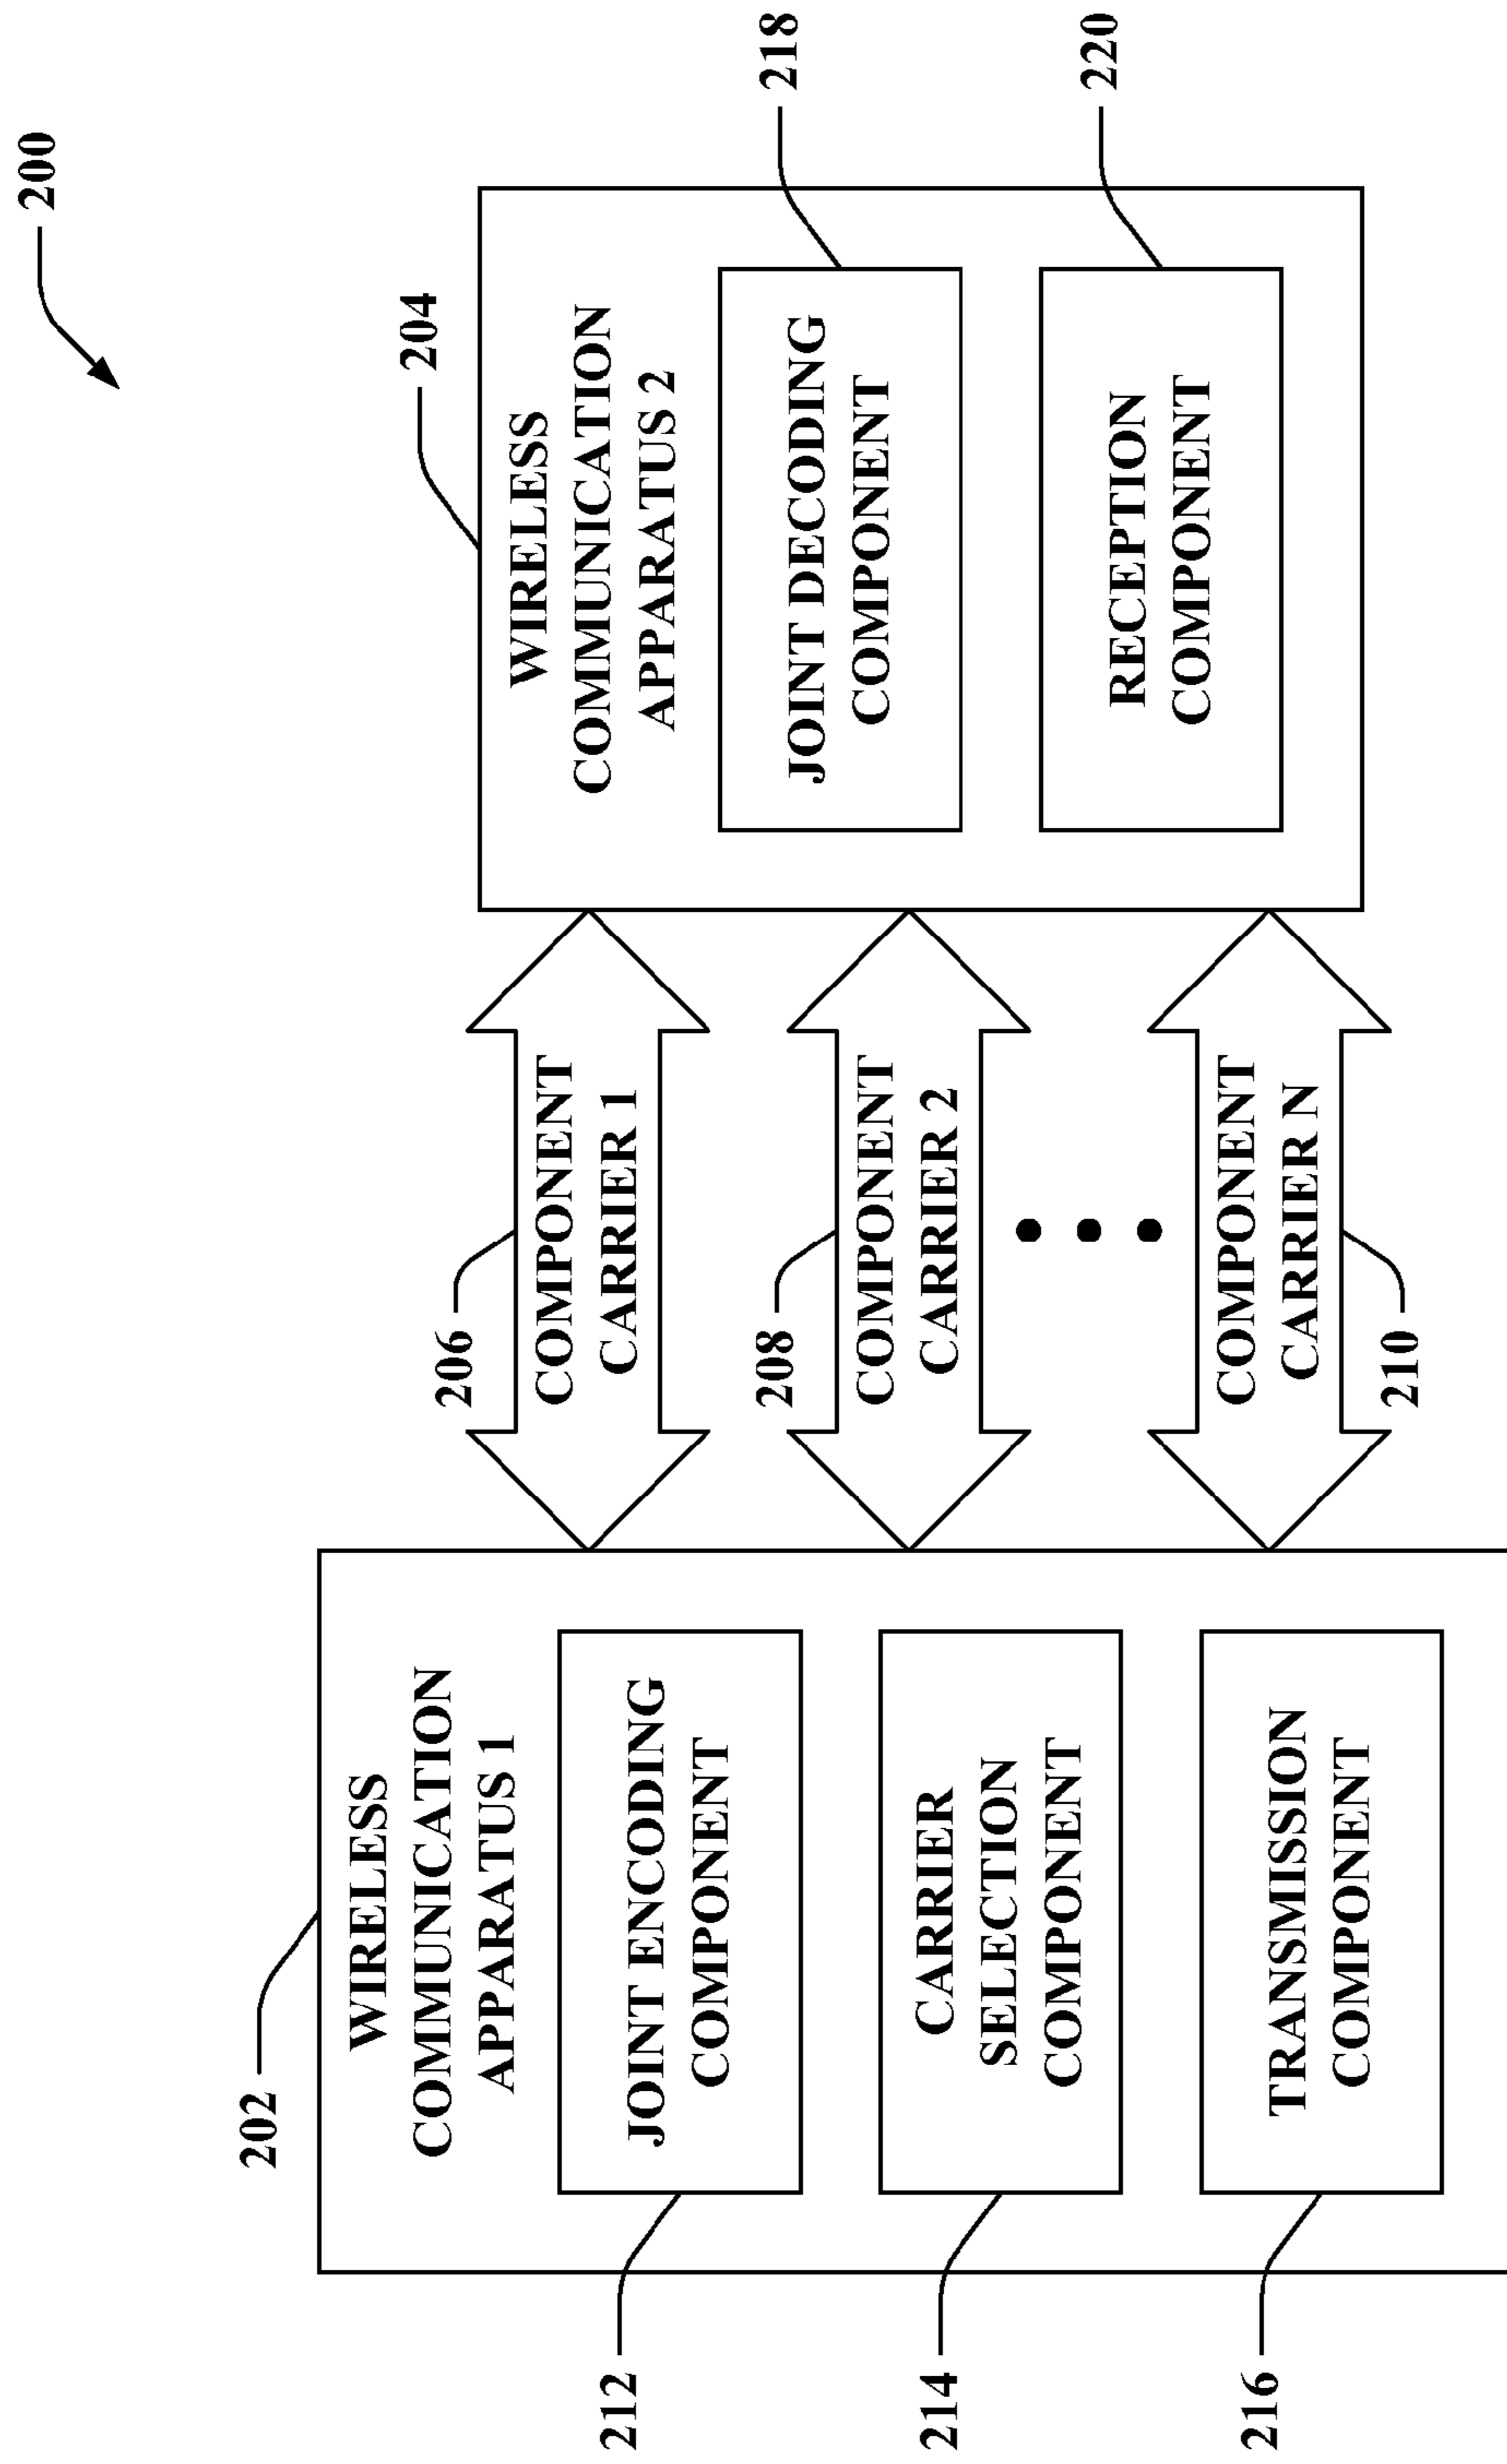 200
202
WIRELESS
COMMUNICATION
APPARATUS 1
212
JOINT ENCODING
COMPONENT
214
CARRIER
SELECTION
COMPONENT
216
TRANSMISSION
COMPONENT
206
COMPONENT
CARRIER 1
208
COMPONENT
CARRIER 2
COMPONENT
CARRIER N
210
204
WIRELESS
COMMUNICATION
APPARATUS 2
JOINT DECODING
COMPONENT
218
RECEPTION
COMPONENT
220